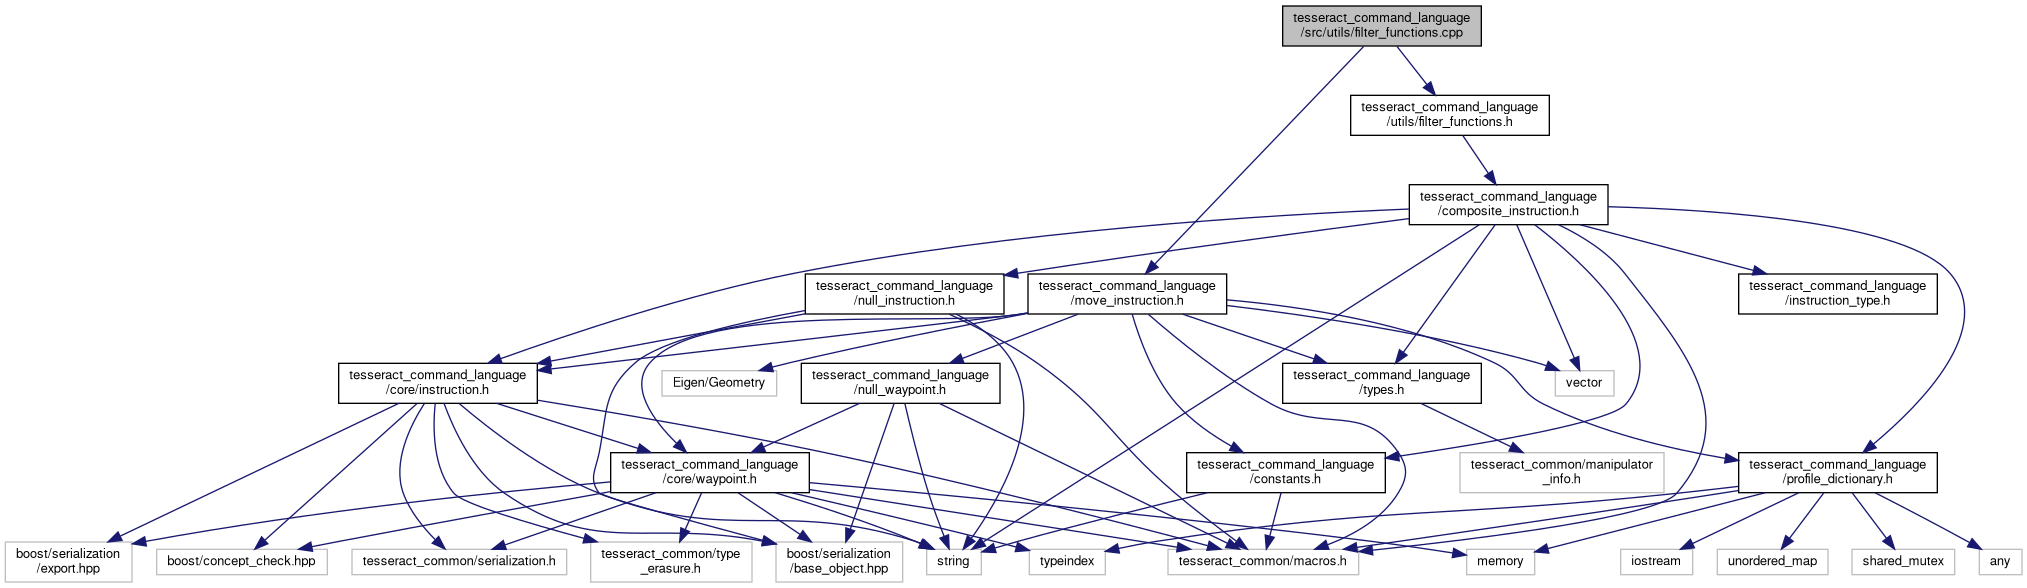 tesseract_command_language
/src/utils/filter_functions.cpp
tesseract_command_language
/utils/filter_functions.h
tesseract_command_language
/composite_instruction.h
tesseract_command_language
/null_instruction.h
tesseract_command_language
/move_instruction.h
tesseract_command_language
/instruction_type.h
tesseract_command_language
/core/instruction.h
Eigen/Geometry
tesseract_command_language
/null_waypoint.h
tesseract_command_language
/types.h
vector
tesseract_command_language
/core/waypoint.h
tesseract_command_language
/constants.h
tesseract_common/manipulator
_info.h
tesseract_command_language
/profile_dictionary.h
boost/serialization
/export.hpp
boost/concept_check.hpp
tesseract_common/serialization.h
tesseract_common/type
_erasure.h
boost/serialization
/base_object.hpp
string
typeindex
tesseract_common/macros.h
memory
iostream
unordered_map
shared_mutex
any